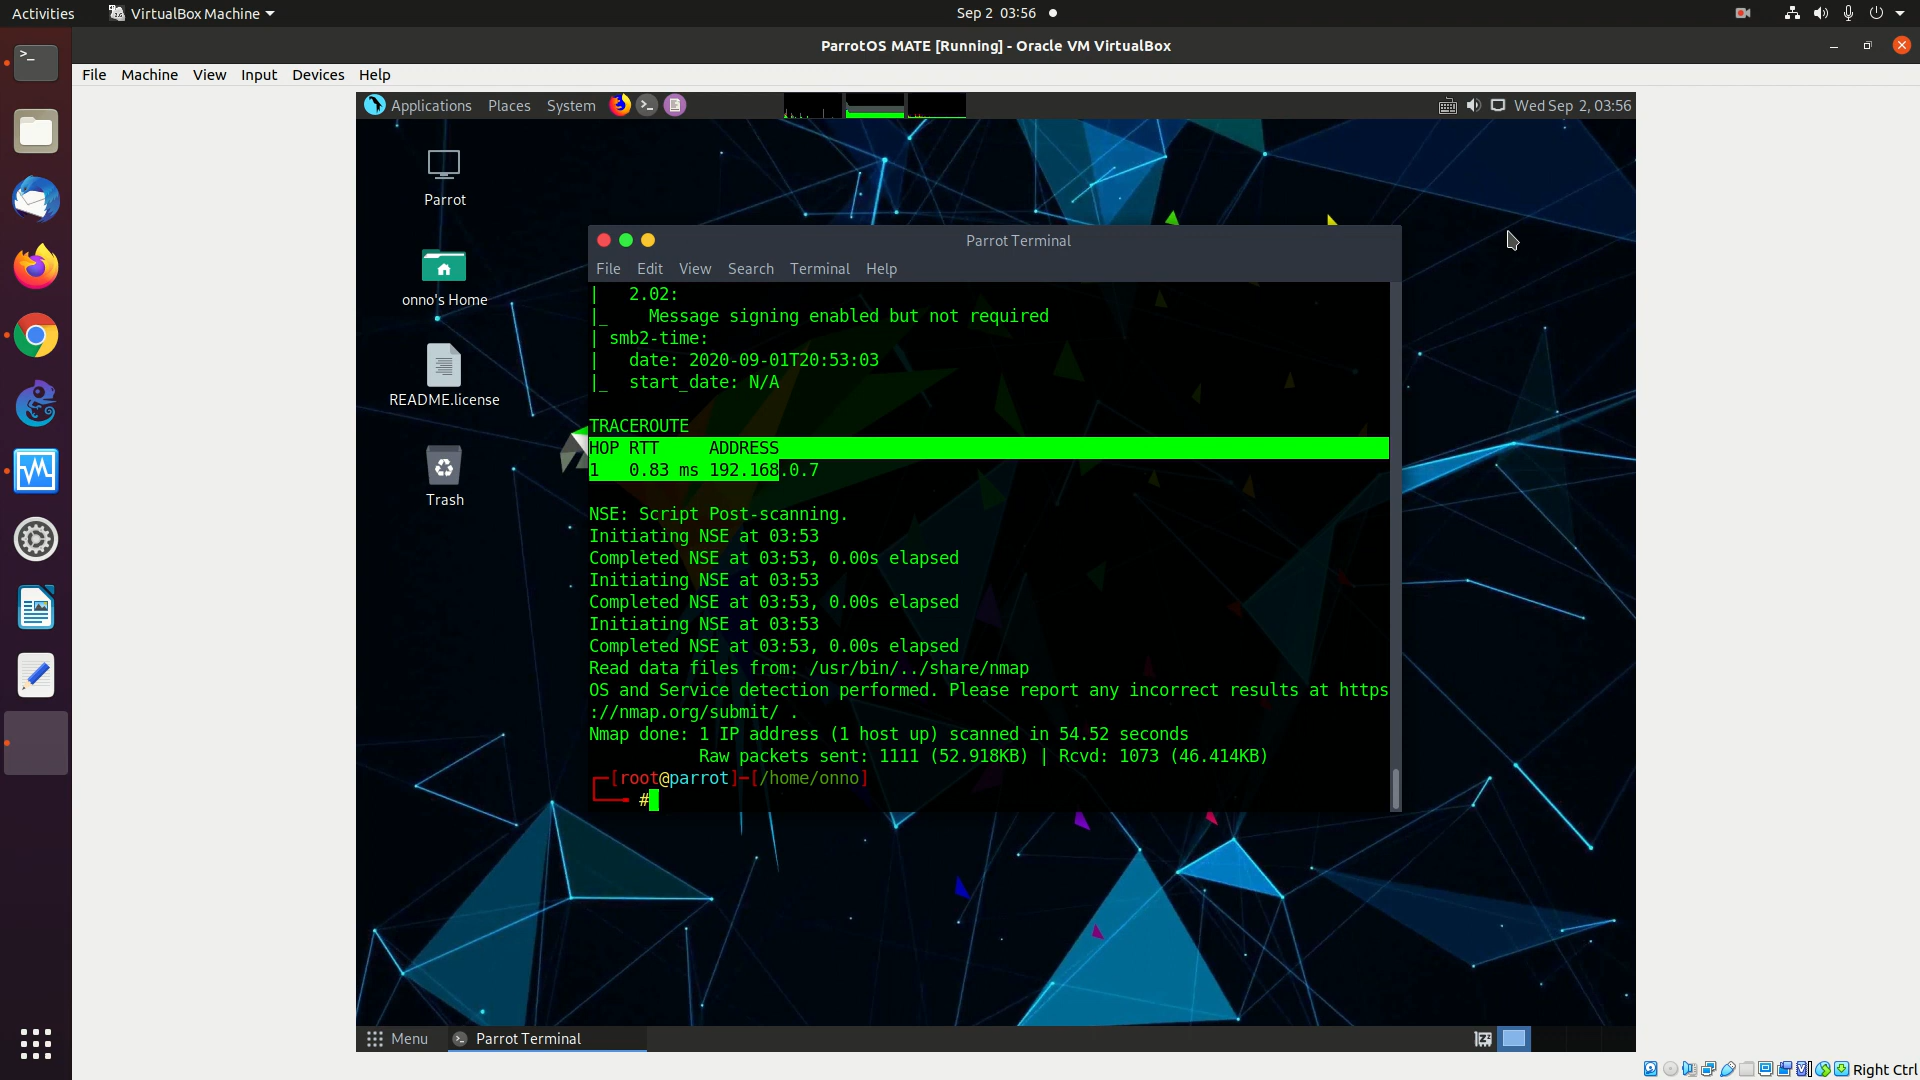 Activities VirtualBox Machine Sep 2 03:56
ParrotOS MATE [Running] - Oracle VM VirtualBox
File Machine View Input Devices Help
Applications Places System Wed Sep 2, 03:56
Parrot
onno's Home
README.license
Trash
Parrot Terminal
File Edit View Search Terminal Help
|   2.02:
|_    Message signing enabled but not required
| smb2-time:
|   date: 2020-09-01T20:53:03
|_  start_date: N/A
TRACEROUTE
HOP RTT     ADDRESS
1   0.83 ms 192.168.0.7
NSE: Script Post-scanning.
Initiating NSE at 03:53
Completed NSE at 03:53, 0.00s elapsed
Initiating NSE at 03:53
Completed NSE at 03:53, 0.00s elapsed
Initiating NSE at 03:53
Completed NSE at 03:53, 0.00s elapsed
Read data files from: /usr/bin/../share/nmap
OS and Service detection performed. Please report any incorrect results at https
://nmap.org/submit/ .
Nmap done: 1 IP address (1 host up) scanned in 54.52 seconds
           Raw packets sent: 1111 (52.918KB) | Rcvd: 1073 (46.414KB)
┌─[root@parrot]─[/home/onno]
└──╼ #
Menu Parrot Terminal
Right Ctrl